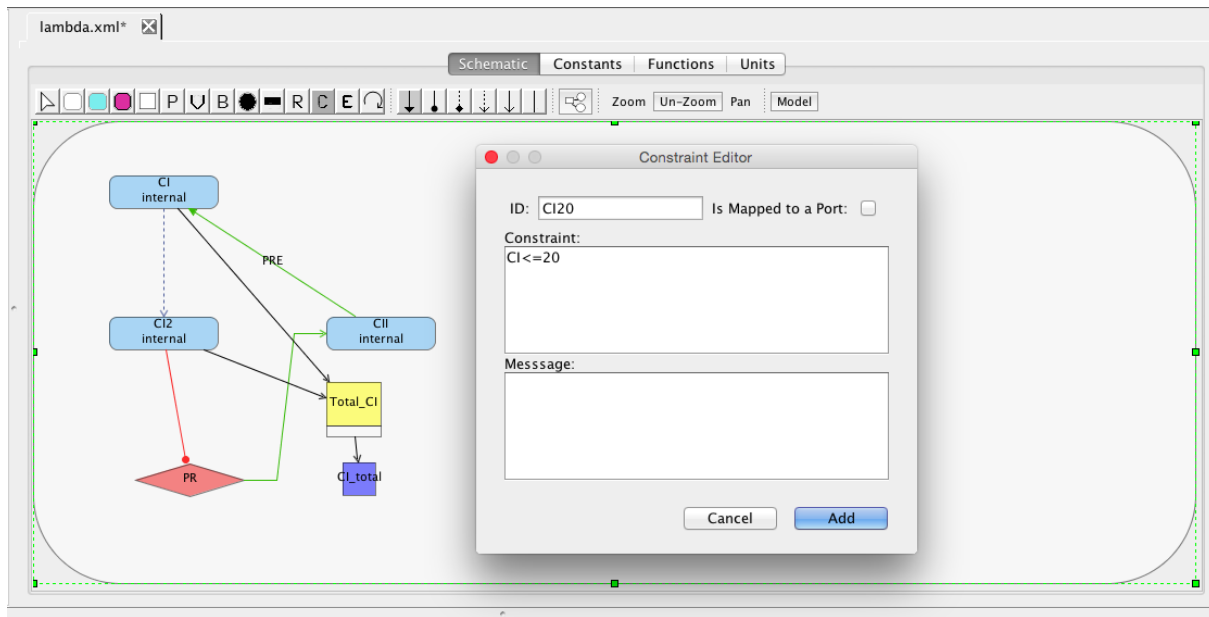 lambda.xml*
Schematic Constants Functions Units
P V B R C E Zoom Un-Zoom Pan Model
CI
internal
PRE
CI2
internal
CII
internal
Total_CI
PR
CI_total
Constraint Editor
ID: CI20 Is Mapped to a Port:
Constraint:
CI<=20
Messsage:
Cancel Add